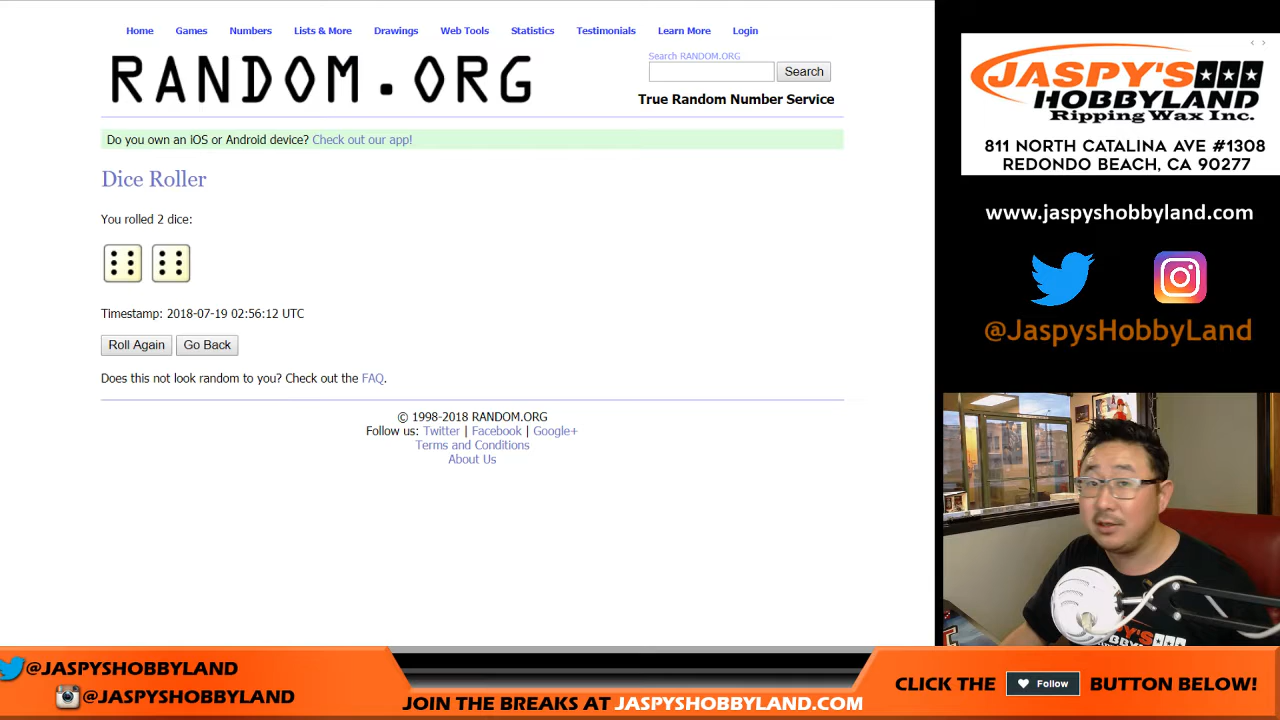 Home Games Numbers Lists & More Drawings Web Tools Statistics Testimonials Learn More Login
RANDOM.ORG
Search RANDOM.ORG
Search
True Random Number Service
Do you own an iOS or Android device? Check out our app!
Dice Roller
You rolled 2 dice:
Timestamp: 2018-07-19 02:56:12 UTC
Roll Again Go Back
Does this not look random to you? Check out the FAQ.
© 1998-2018 RANDOM.ORG
Follow us: Twitter | Facebook | Google+
Terms and Conditions
About Us
JASPY'S
HOBBYLAND
Ripping Wax Inc.
811 NORTH CATALINA AVE #1308
REDONDO BEACH, CA 90277
www.jaspyshobbyland.com
@JaspysHobbyLand
@JASPYSHOBBYLAND
@JASPYSHOBBYLAND
JOIN THE BREAKS AT JASPYSHOBBYLAND.COM
CLICK THE Follow BUTTON BELOW!